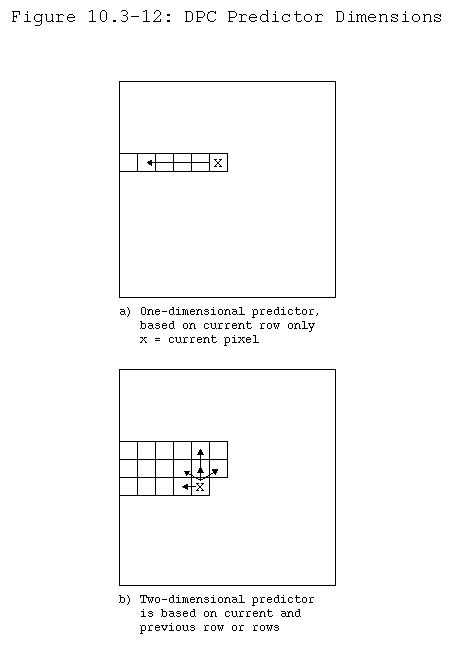 Figure 10.3-12: DPC Predictor Dimensions
X
a) One-dimensional predictor,
based on current row only
x = current pixel
X
b) Two-dimensional predictor
is based on current and
previous row or rows